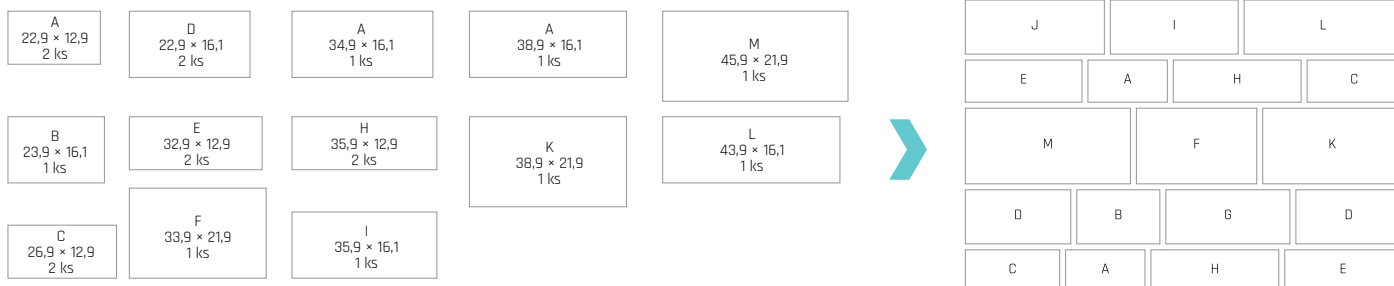 A
22,9 × 12,9
2 ks
D
22,9 × 16,1
2 ks
A
34,9 × 16,1
1 ks
A
38,9 × 16,1
1 ks
M
45,9 × 21,9
1 ks
B
23,9 × 16,1
1 ks
E
32,9 × 12,9
2 ks
H
35,9 × 12,9
2 ks
K
38,9 × 21,9
1 ks
L
43,9 × 16,1
1 ks
C
26,9 × 12,9
2 ks
F
33,9 × 21,9
1 ks
I
35,9 × 16,1
1 ks
J I L
E A H C
M F K
D B G D
C A H E